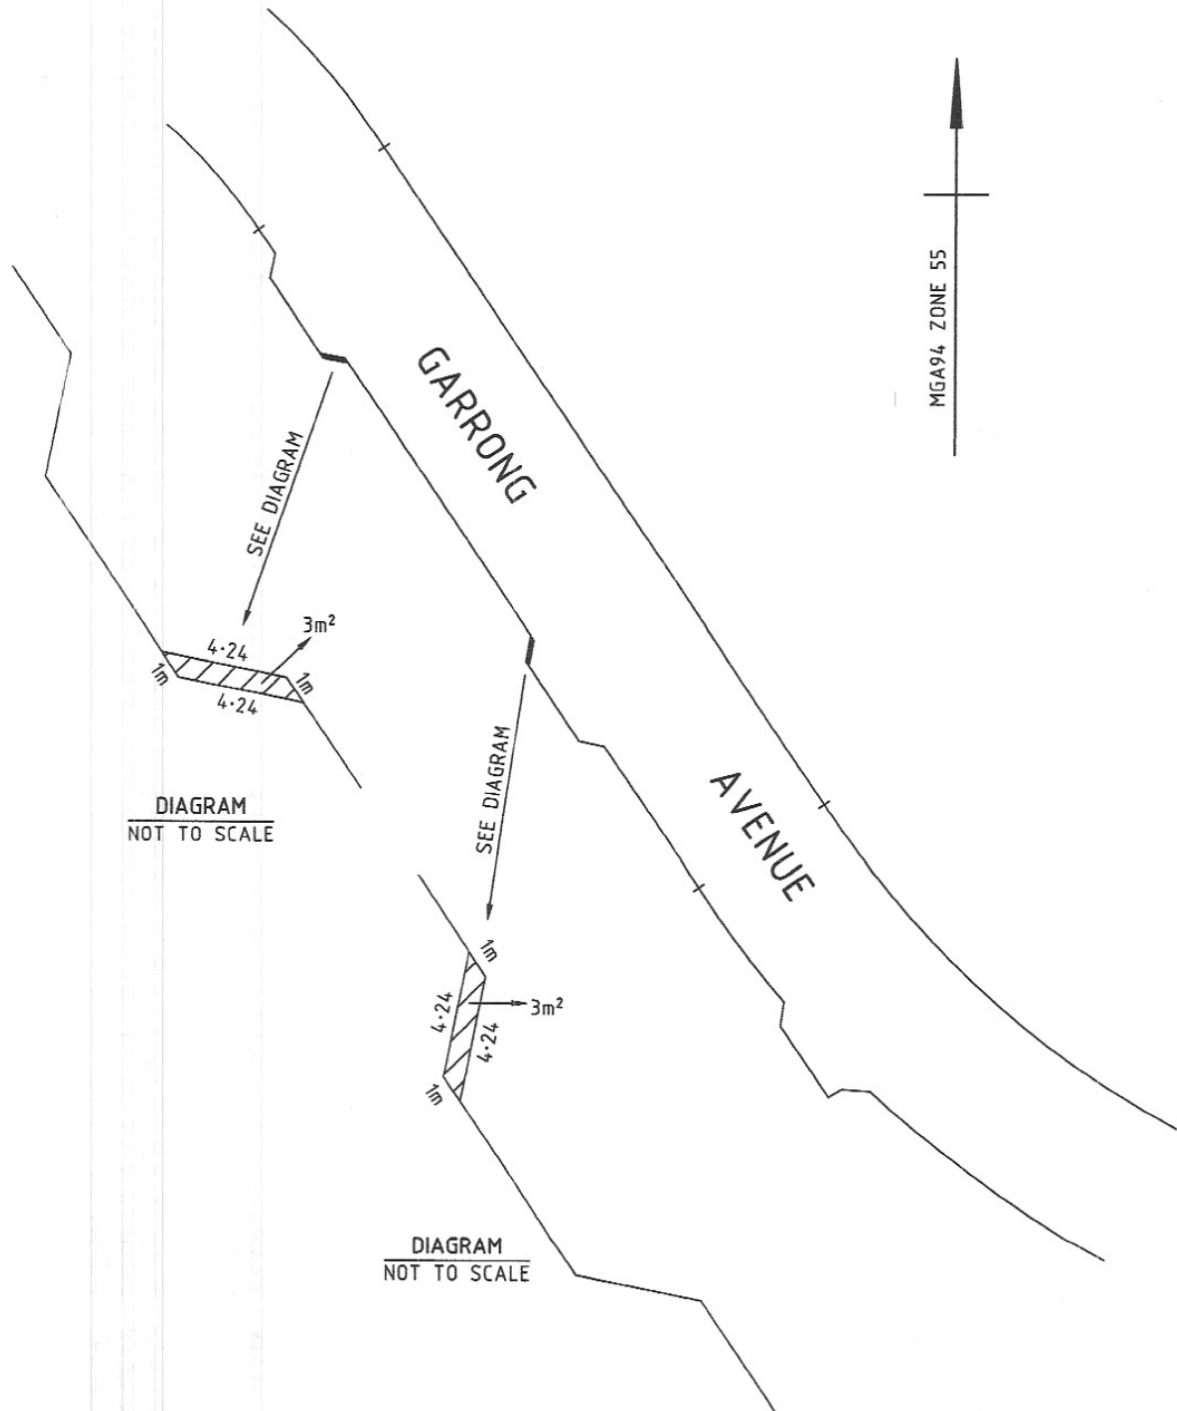 MGA94 ZONE 55
GARRONG
AVENUE
SEE DIAGRAM
3m²
4·24
1m
1m
4·24
DIAGRAM
NOT TO SCALE
SEE DIAGRAM
1m
4·24
3m²
4·24
1m
DIAGRAM
NOT TO SCALE